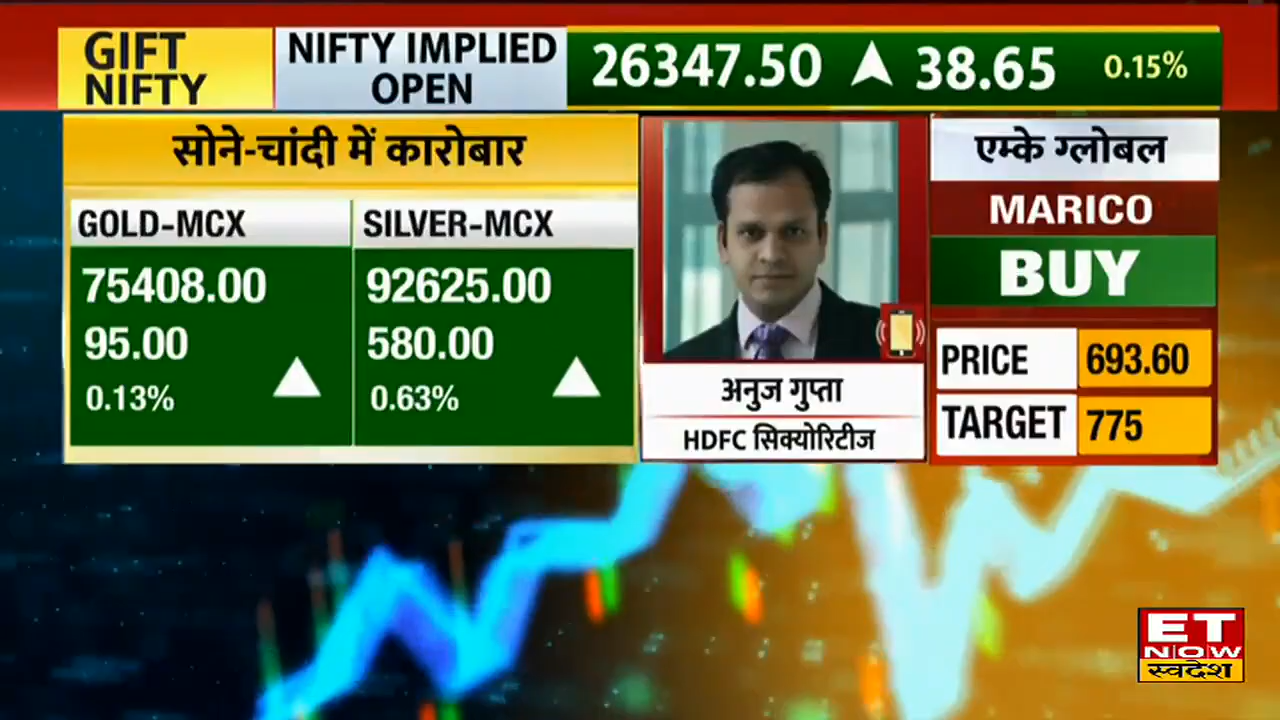 GIFT
NIFTY
NIFTY IMPLIED
OPEN
26347.50 38.65 0.15%
सोने-चांदी में कारोबार
GOLD-MCX
75408.00
95.00
0.13%
SILVER-MCX
92625.00
580.00
0.63%
अनुज गुप्ता
HDFC सिक्योरिटीज
एम्के ग्लोबल
MARICO
BUY
PRICE 693.60
TARGET 775
ET
NOW
स्वदेश